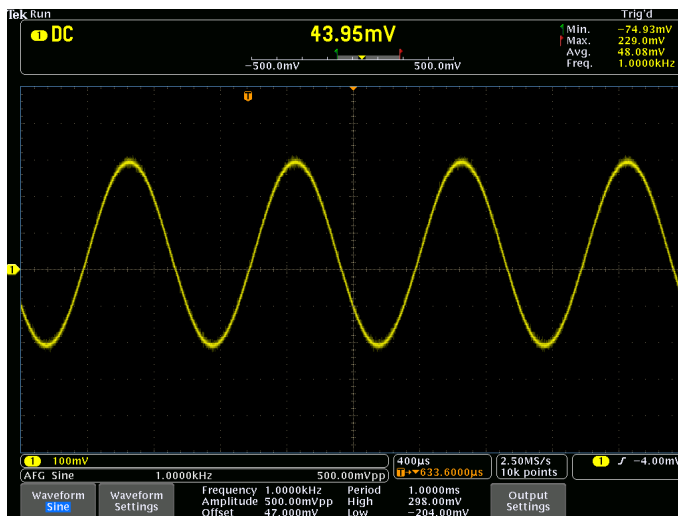 Tek Run Trig'd
1 DC 43.95mV
Min. −74.93mV
Max. 229.0mV
Avg. 48.08mV
Freq. 1.0000kHz
−500.0mV 500.0mV
T
1
1 100mV
400µs
T→▼633.6000µs
2.50MS/s
10k points
1 ʃ −4.00mV
AFG Sine 1.0000kHz 500.00mVpp
Waveform
Sine
Waveform
Settings
Frequency 1.0000kHz
Amplitude 500.00mVpp
Offset 47.000mV
Period 1.0000ms
High 298.00mV
Low −204.00mV
Output
Settings